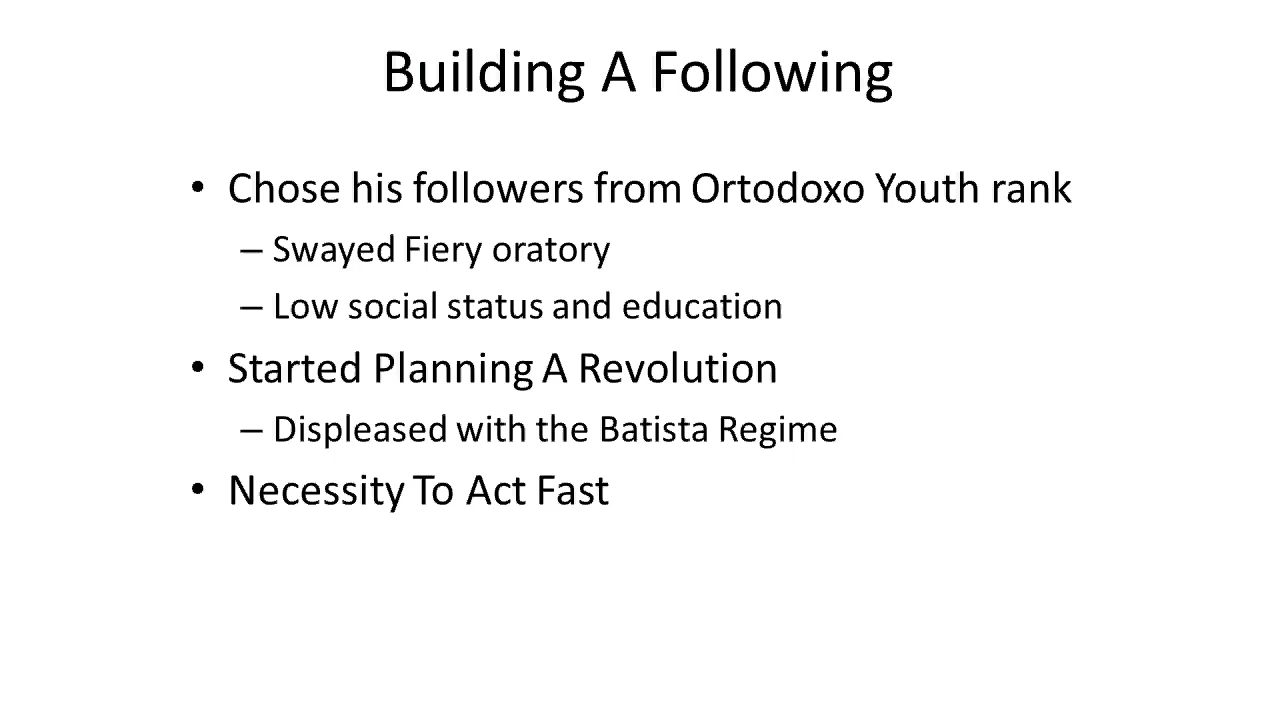 Building A Following
• Chose his followers from Ortodoxo Youth rank
– Swayed Fiery oratory
– Low social status and education
• Started Planning A Revolution
– Displeased with the Batista Regime
• Necessity To Act Fast